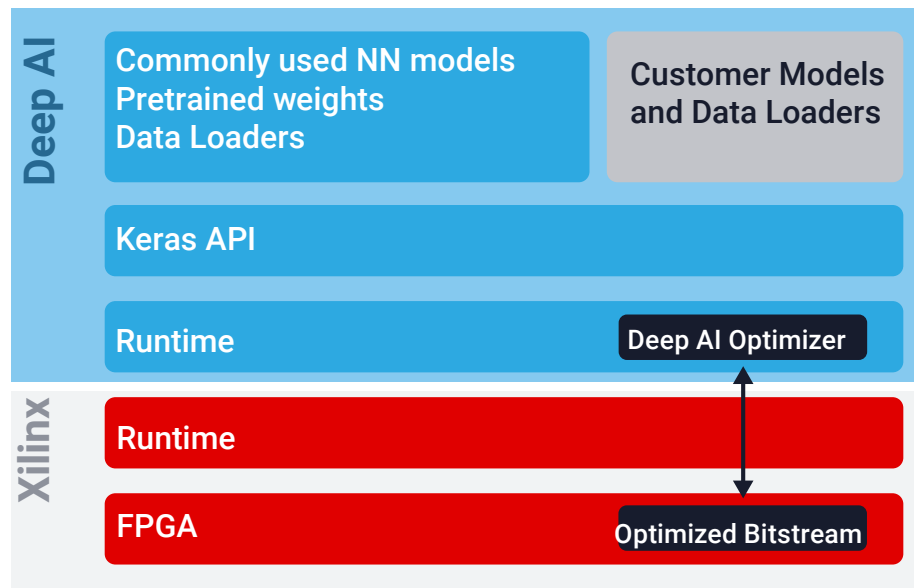 Deep AI
Commonly used NN models
Pretrained weights
Data Loaders
Customer Models
and Data Loaders
Keras API
Runtime
Deep AI Optimizer
Xilinx
Runtime
FPGA
Optimized Bitstream